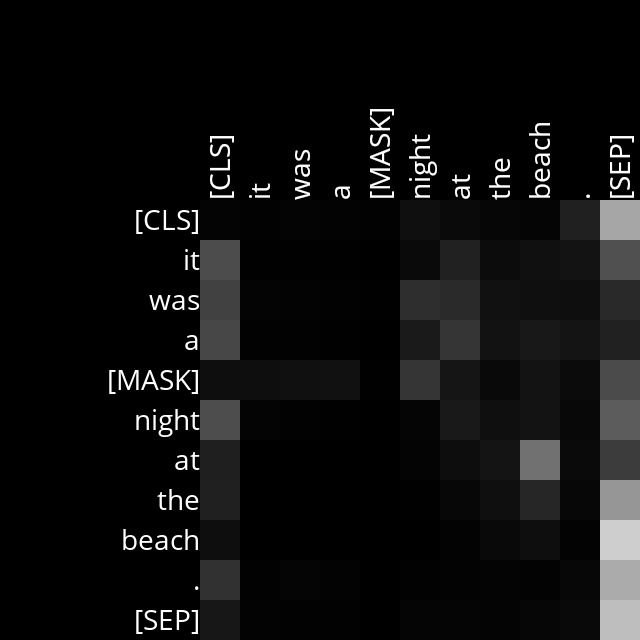 [CLS] it was a [MASK] night at the beach . [SEP]
[CLS]
it
was
a
[MASK]
night
at
the
beach
.
[SEP]